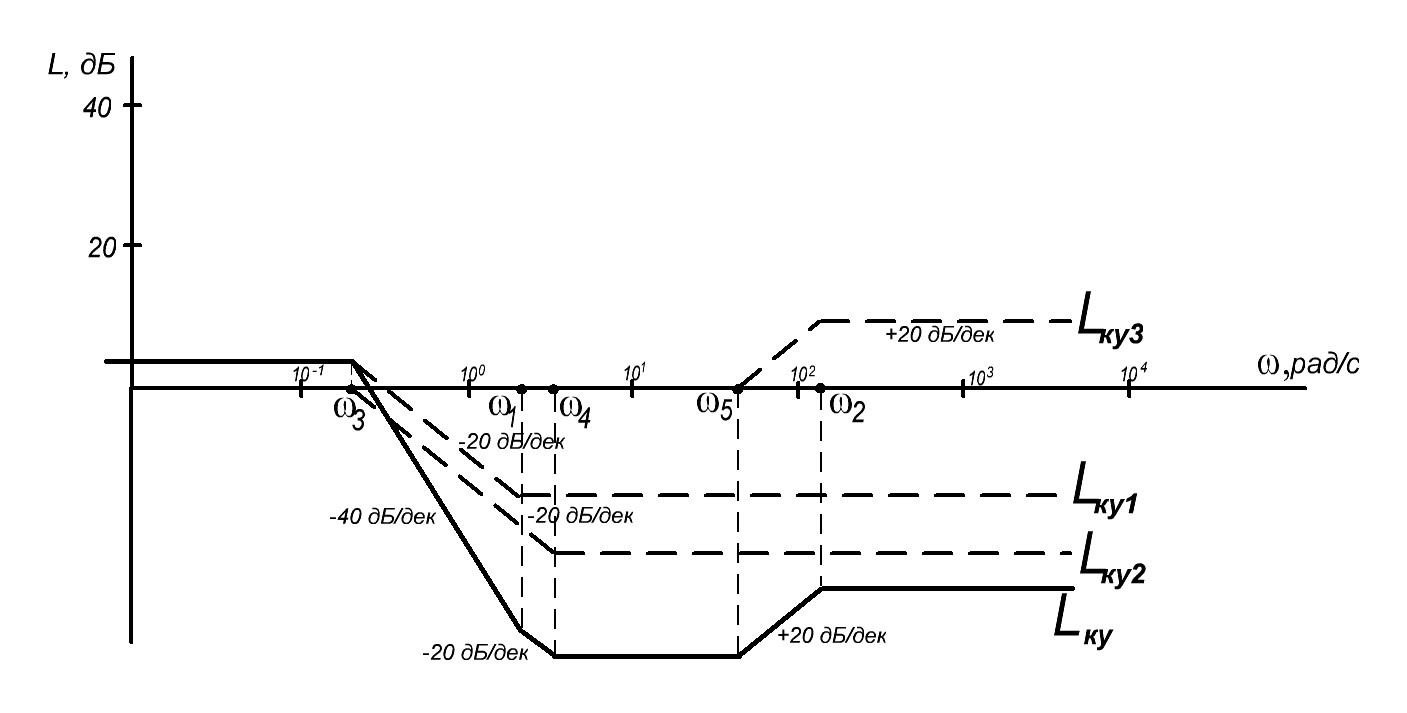 L, дБ
40
20
Lку3
+20 дБ/дек
ω,рад/с
10⁻¹
10⁰
10¹
10²
10³
10⁴
ω3
ω1
ω4
ω5
ω2
-20 дБ/дек
-40 дБ/дек
-20 дБ/дек
Lку1
Lку2
Lку
-20 дБ/дек
+20 дБ/дек